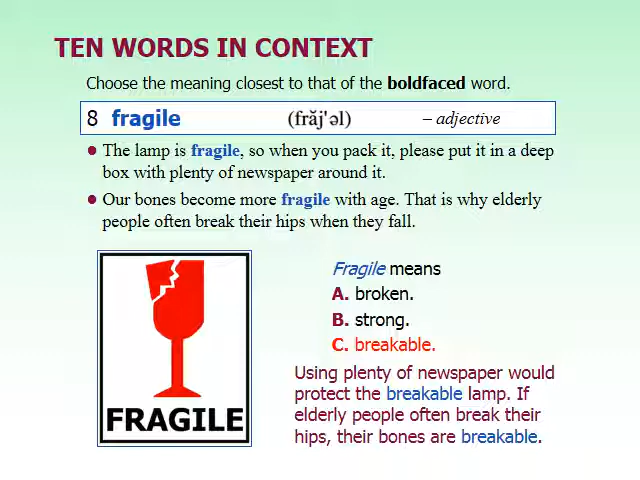 TEN WORDS IN CONTEXT
Choose the meaning closest to that of the boldfaced word.
8 fragile (frăj'əl) – adjective
• The lamp is fragile, so when you pack it, please put it in a deep
box with plenty of newspaper around it.
• Our bones become more fragile with age. That is why elderly
people often break their hips when they fall.
FRAGILE
Fragile means
A. broken.
B. strong.
C. breakable.
Using plenty of newspaper would
protect the breakable lamp. If
elderly people often break their
hips, their bones are breakable.